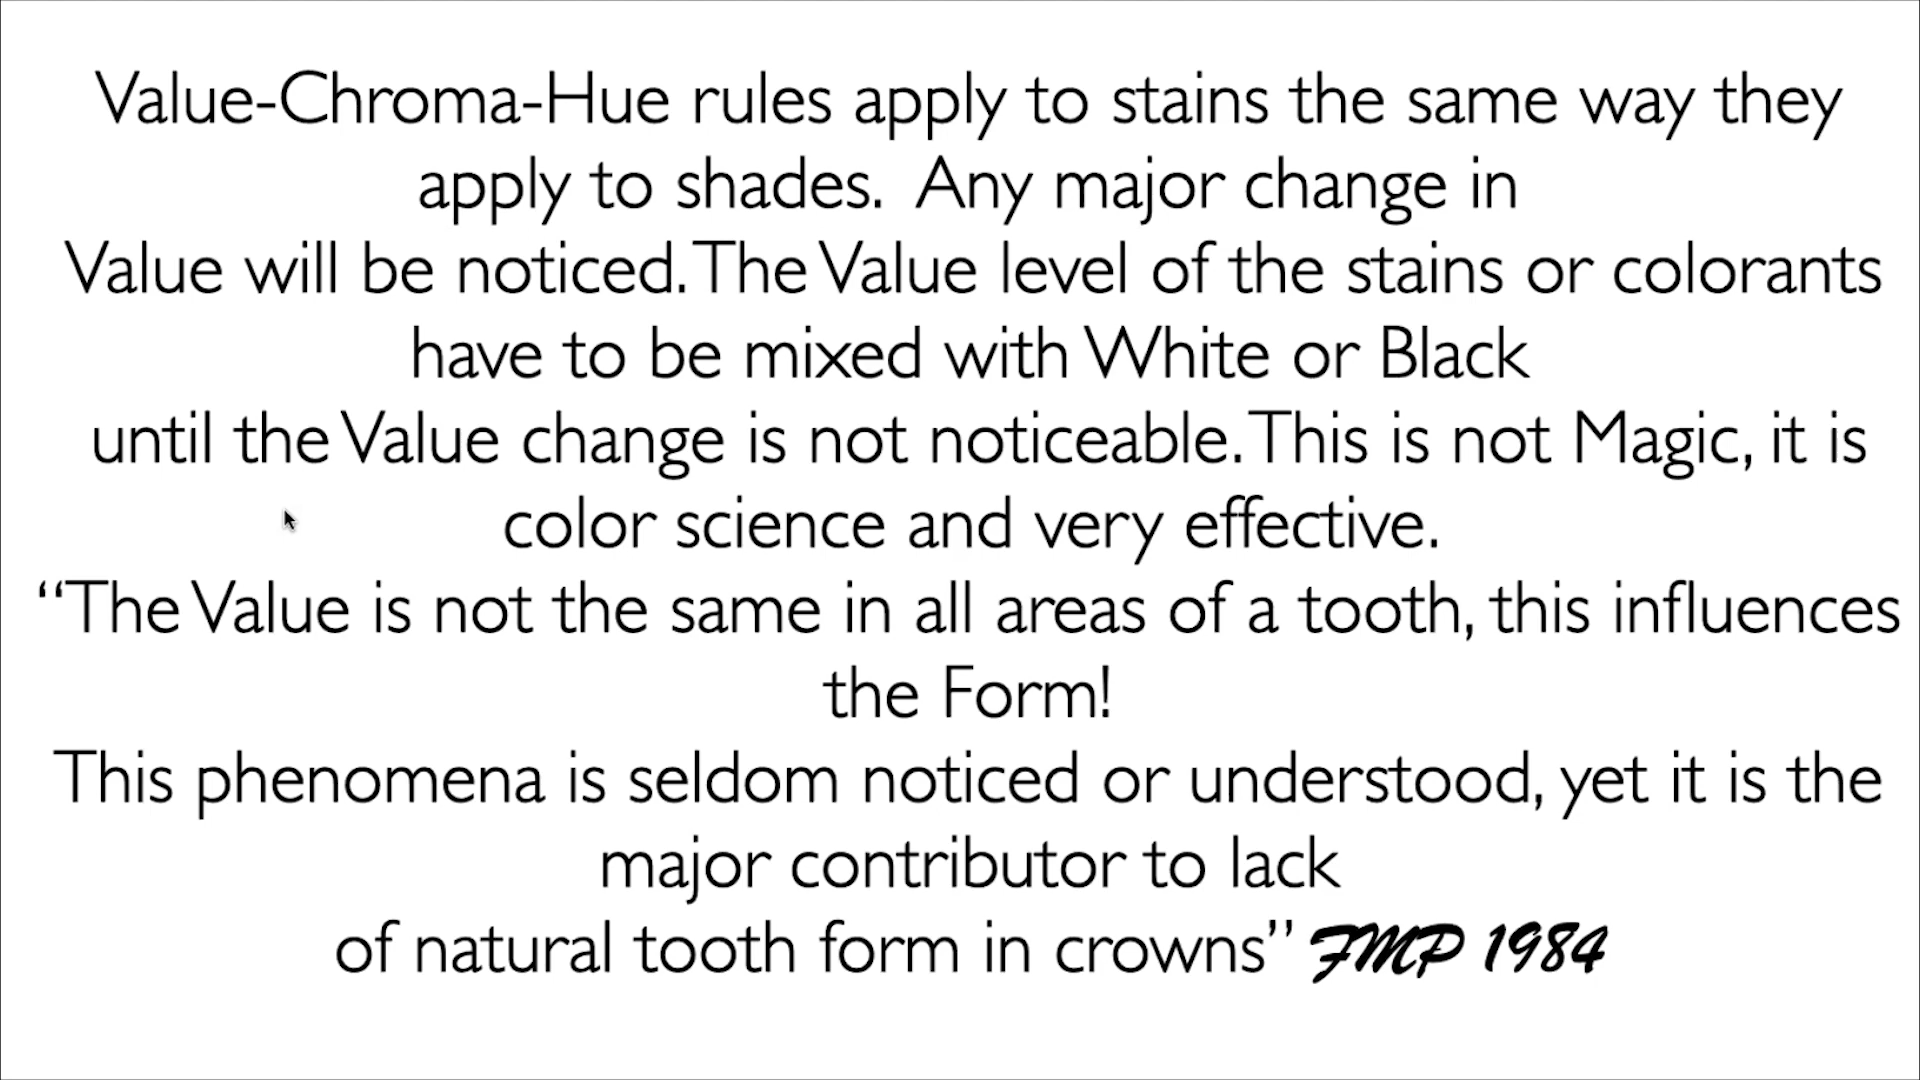 Value-Chroma-Hue rules apply to stains the same way they
apply to shades.  Any major change in
Value will be noticed. The Value level of the stains or colorants
have to be mixed with White or Black
until the Value change is not noticeable. This is not Magic, it is
color science and very effective.
“The Value is not the same in all areas of a tooth, this influences
the Form!
This phenomena is seldom noticed or understood, yet it is the
major contributor to lack
of natural tooth form in crowns” FMP 1984